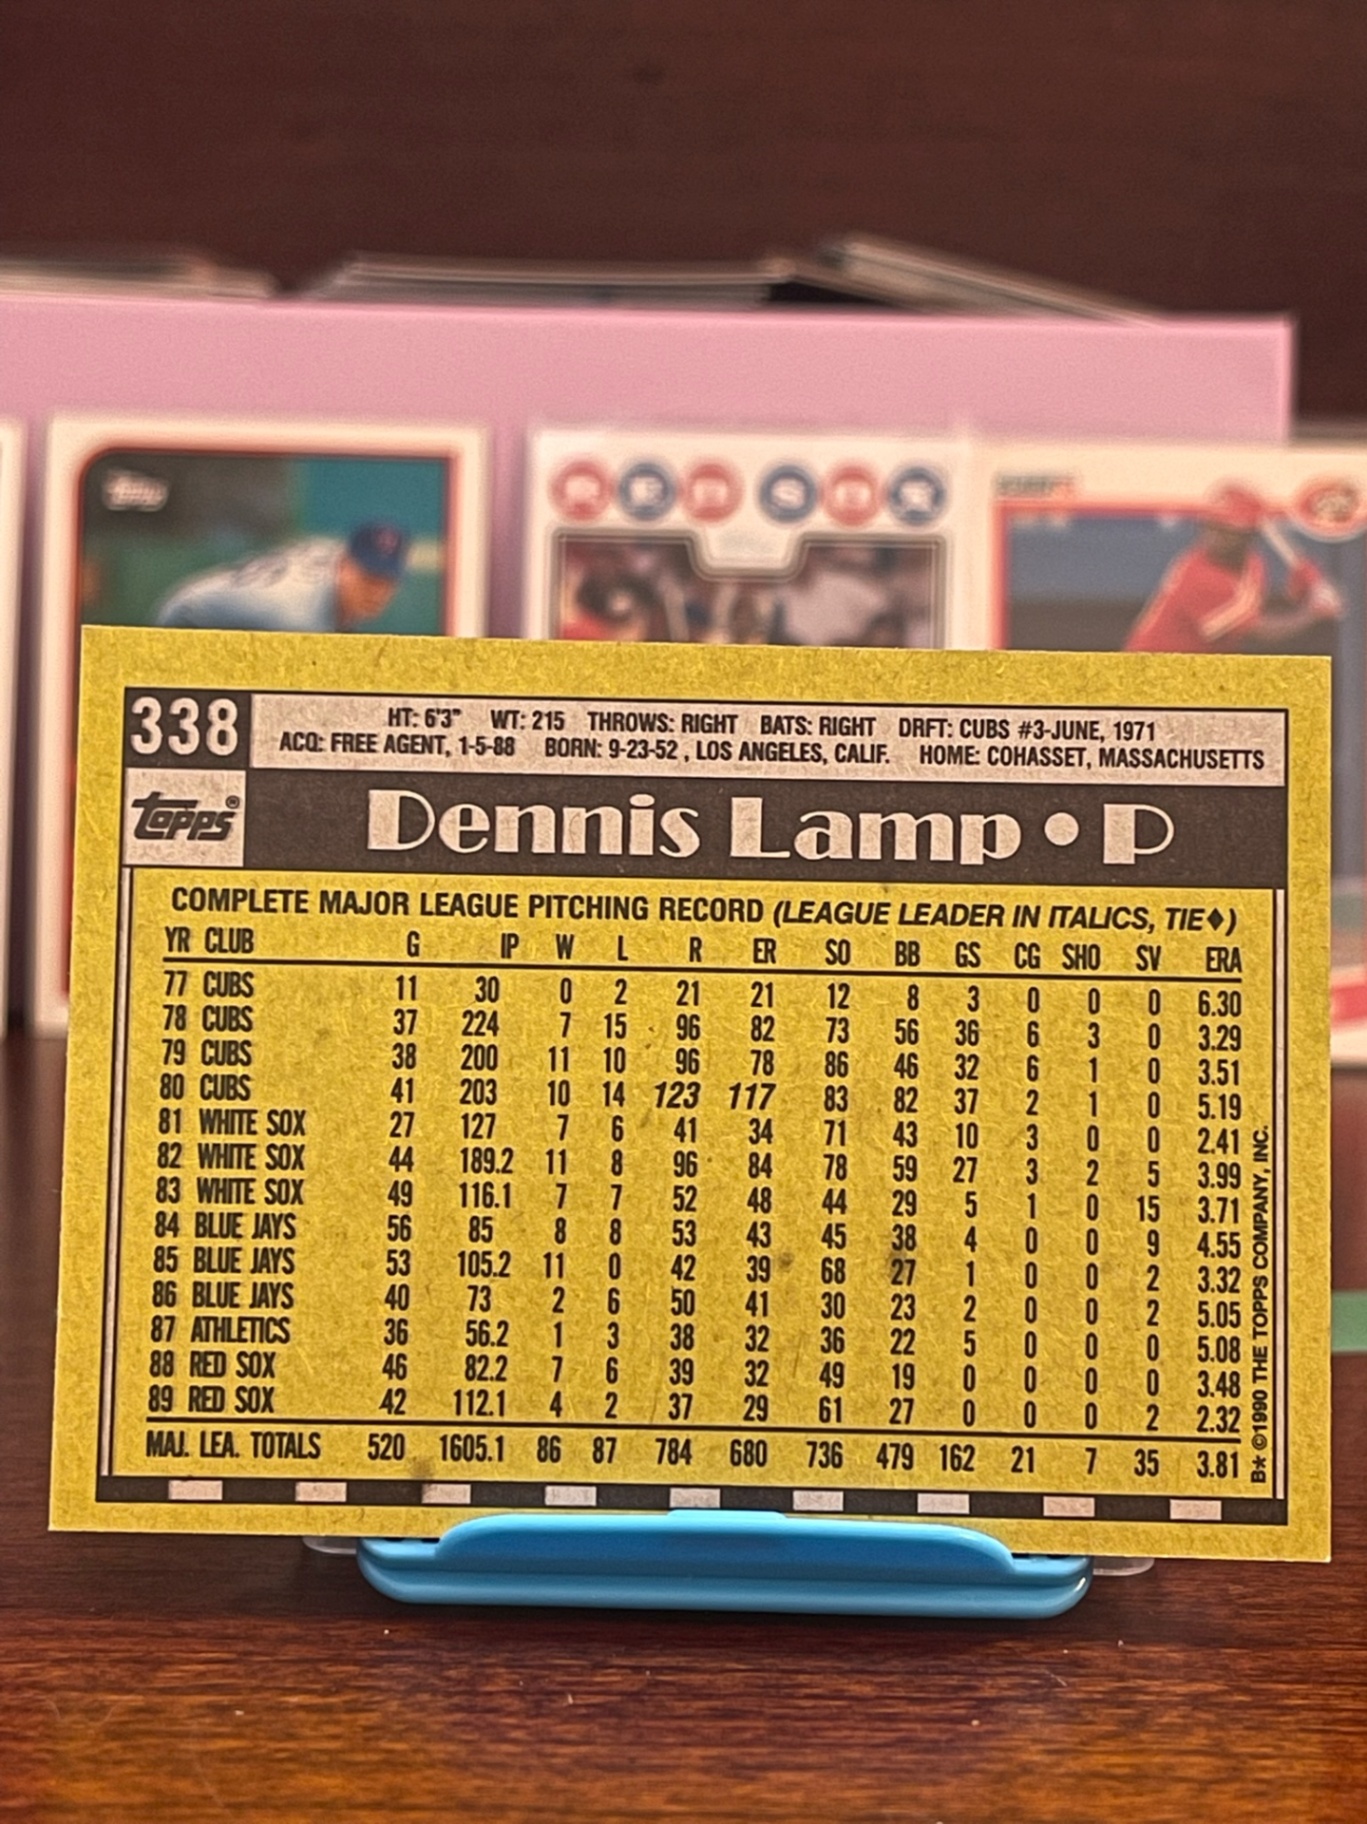 Topps
RED SOX
338
HT: 6'3" WT: 215 THROWS: RIGHT BATS: RIGHT DRFT: CUBS #3-JUNE, 1971
ACQ: FREE AGENT, 1-5-88 BORN: 9-23-52 , LOS ANGELES, CALIF. HOME: COHASSET, MASSACHUSETTS
Topps®
Dennis Lamp • P
COMPLETE MAJOR LEAGUE PITCHING RECORD (LEAGUE LEADER IN ITALICS, TIE♦)
YR CLUB G IP W L R ER SO BB GS CG SHO SV ERA
77 CUBS 11 30 0 2 21 21 12 8 3 0 0 0 6.30
78 CUBS 37 224 7 15 96 82 73 56 36 6 3 0 3.29
79 CUBS 38 200 11 10 96 78 86 46 32 6 1 0 3.51
80 CUBS 41 203 10 14 123 117 83 82 37 2 1 0 5.19
81 WHITE SOX 27 127 7 6 41 34 71 43 10 3 0 0 2.41
82 WHITE SOX 44 189.2 11 8 96 84 78 59 27 3 2 5 3.99
83 WHITE SOX 49 116.1 7 7 52 48 44 29 5 1 0 15 3.71
84 BLUE JAYS 56 85 8 8 53 43 45 38 4 0 0 9 4.55
85 BLUE JAYS 53 105.2 11 0 42 39 68 27 1 0 0 2 3.32
86 BLUE JAYS 40 73 2 6 50 41 30 23 2 0 0 2 5.05
87 ATHLETICS 36 56.2 1 3 38 32 36 22 5 0 0 0 5.08
88 RED SOX 46 82.2 7 6 39 32 49 19 0 0 0 0 3.48
89 RED SOX 42 112.1 4 2 37 29 61 27 0 0 0 2 2.32
MAJ. LEA. TOTALS 520 1605.1 86 87 784 680 736 479 162 21 7 35 3.81
B* ©1990 THE TOPPS COMPANY, INC.